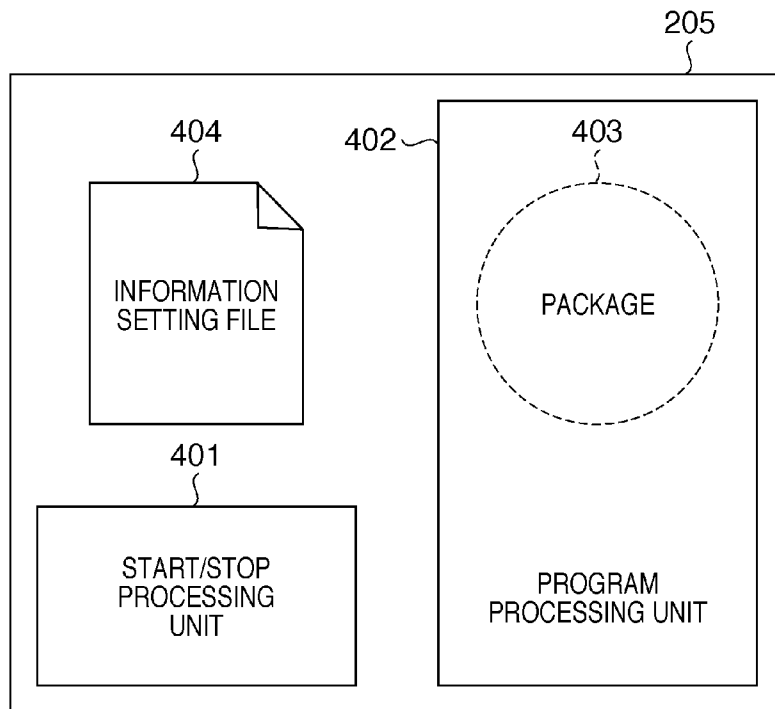 205
404
402
403
INFORMATION
SETTING FILE
PACKAGE
401
START/STOP
PROCESSING
UNIT
PROGRAM
PROCESSING UNIT